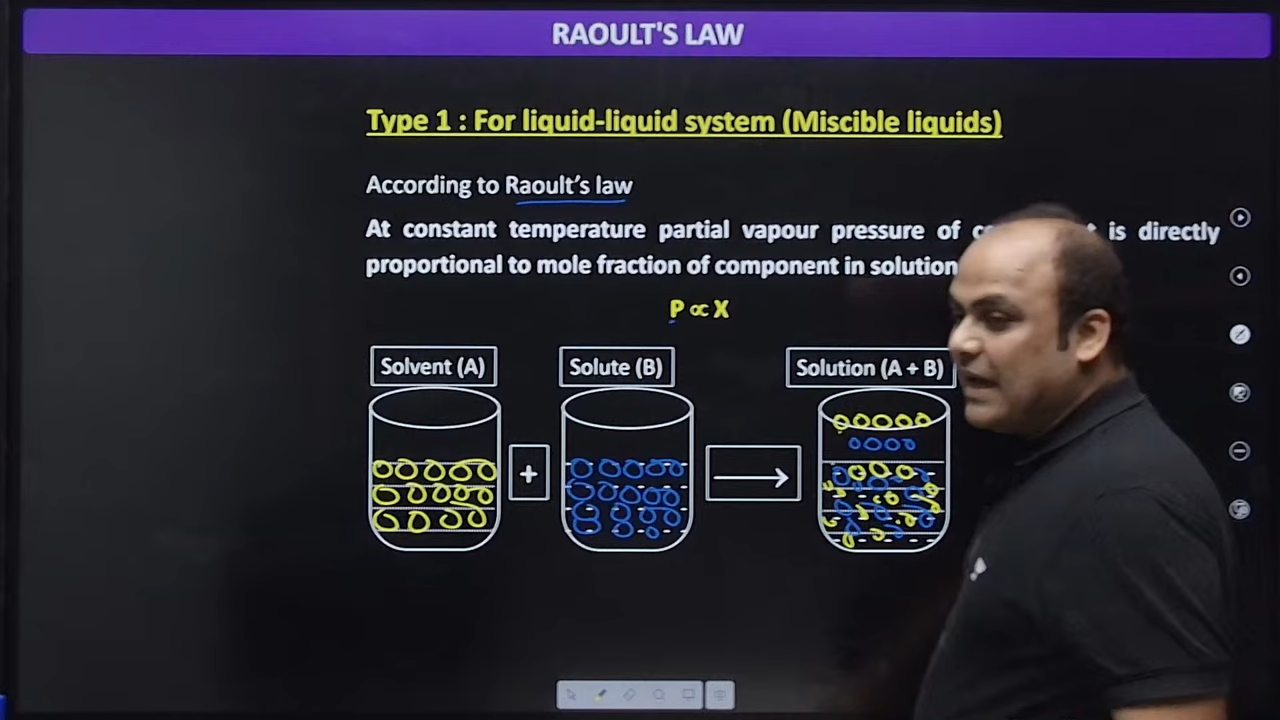 RAOULT'S LAW
Type 1 : For liquid-liquid system (Miscible liquids)
According to Raoult's law
At constant temperature partial vapour pressure of is directly
proportional to mole fraction of component in solution
P ∝ X
Solvent (A) Solute (B) Solution (A + B)
+ →